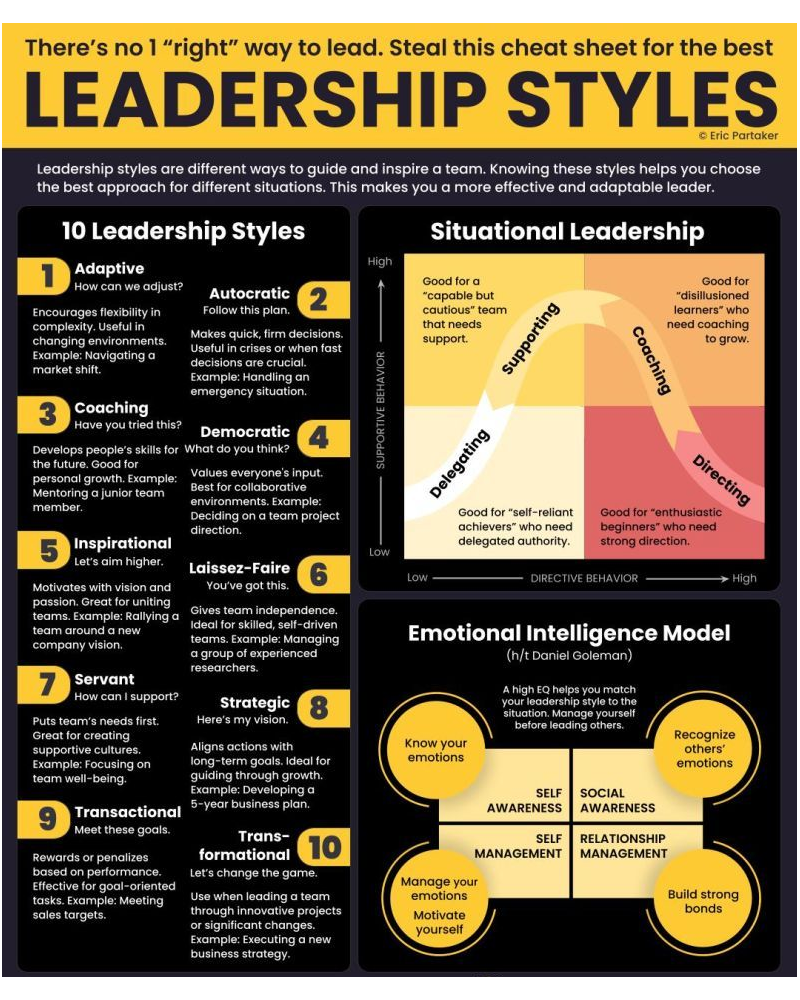 There's no 1 “right” way to lead. Steal this cheat sheet for the best
LEADERSHIP STYLES
© Eric Partaker
Leadership styles are different ways to guide and inspire a team. Knowing these styles helps you choose
the best approach for different situations. This makes you a more effective and adaptable leader.
10 Leadership Styles
1
Adaptive
How can we adjust?
Encourages flexibility in
complexity. Useful in
changing environments.
Example: Navigating a
market shift.
Autocratic
Follow this plan.
2
Makes quick, firm decisions.
Useful in crises or when fast
decisions are crucial.
Example: Handling an
emergency situation.
3
Coaching
Have you tried this?
Develops people's skills for
the future. Good for
personal growth. Example:
Mentoring a junior team
member.
Democratic
What do you think?
4
Values everyone's input.
Best for collaborative
environments. Example:
Deciding on a team project
direction.
5
Inspirational
Let's aim higher.
Motivates with vision and
passion. Great for uniting
teams. Example: Rallying a
team around a new
company vision.
Laissez-Faire
You've got this.
6
Gives team independence.
Ideal for skilled, self-driven
teams. Example: Managing
a group of experienced
researchers.
7
Servant
How can I support?
Puts team's needs first.
Great for creating
supportive cultures.
Example: Focusing on
team well-being.
Strategic
Here's my vision.
8
Aligns actions with
long-term goals. Ideal for
guiding through growth.
Example: Developing a
5-year business plan.
9
Transactional
Meet these goals.
Rewards or penalizes
based on performance.
Effective for goal-oriented
tasks. Example: Meeting
sales targets.
Trans-
formational
10
Let's change the game.
Use when leading a team
through innovative projects
or significant changes.
Example: Executing a new
business strategy.
Situational Leadership
High
SUPPORTIVE BEHAVIOR
Low
Good for a
“capable but
cautious” team
that needs
support.
Supporting
Good for
“disillusioned
learners” who
need coaching
to grow.
Coaching
Delegating
Good for “self-reliant
achievers” who need
delegated authority.
Directing
Good for “enthusiastic
beginners” who need
strong direction.
Low
DIRECTIVE BEHAVIOR
High
Emotional Intelligence Model
(h/t Daniel Goleman)
A high EQ helps you match
your leadership style to the
situation. Manage yourself
before leading others.
Know your
emotions
Recognize
others'
emotions
SELF
AWARENESS
SOCIAL
AWARENESS
SELF
MANAGEMENT
RELATIONSHIP
MANAGEMENT
Manage your
emotions
Motivate
yourself
Build strong
bonds